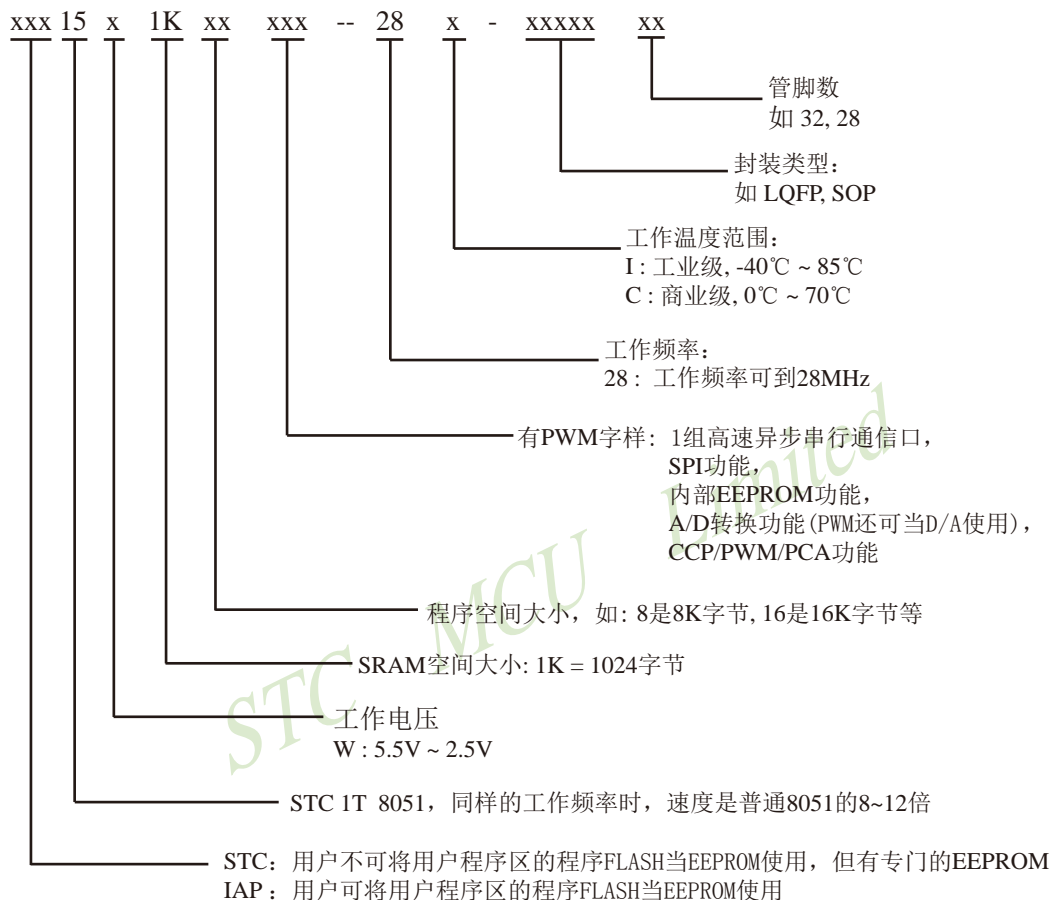 xxx 15 x 1K xx xxx -- 28 x - xxxxx xx
管脚数
如 32, 28
封装类型：
如 LQFP, SOP
工作温度范围：
I : 工业级, -40℃ ~ 85℃
C : 商业级, 0℃ ~ 70℃
工作频率：
28 : 工作频率可到28MHz
有PWM字样: 1组高速异步串行通信口，
SPI功能，
内部EEPROM功能，
A/D转换功能(PWM还可当D/A使用)，
CCP/PWM/PCA功能
程序空间大小，如: 8是8K字节, 16是16K字节等
SRAM空间大小: 1K = 1024字节
工作电压
W : 5.5V ~ 2.5V
STC 1T 8051，同样的工作频率时，速度是普通8051的8~12倍
STC：用户不可将用户程序区的程序FLASH当EEPROM使用，但有专门的EEPROM
IAP：用户可将用户程序区的程序FLASH当EEPROM使用
STC MCU Limited